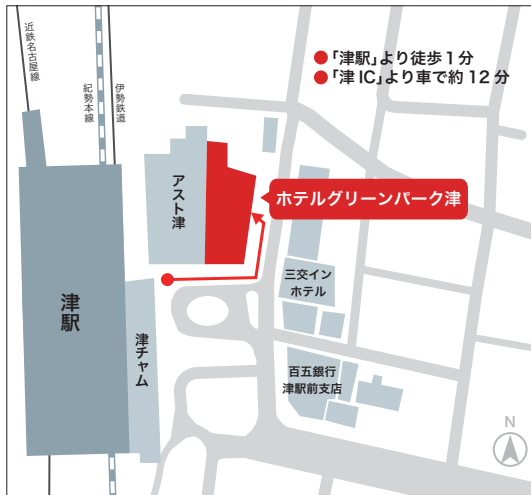 近鉄名古屋線
紀勢本線
伊勢鉄道
●「津駅」より徒歩1分
●「津IC」より車で約12分
アスト津
ホテルグリーンパーク津
三交イン
ホテル
津駅
津チャム
百五銀行
津駅前支店
N